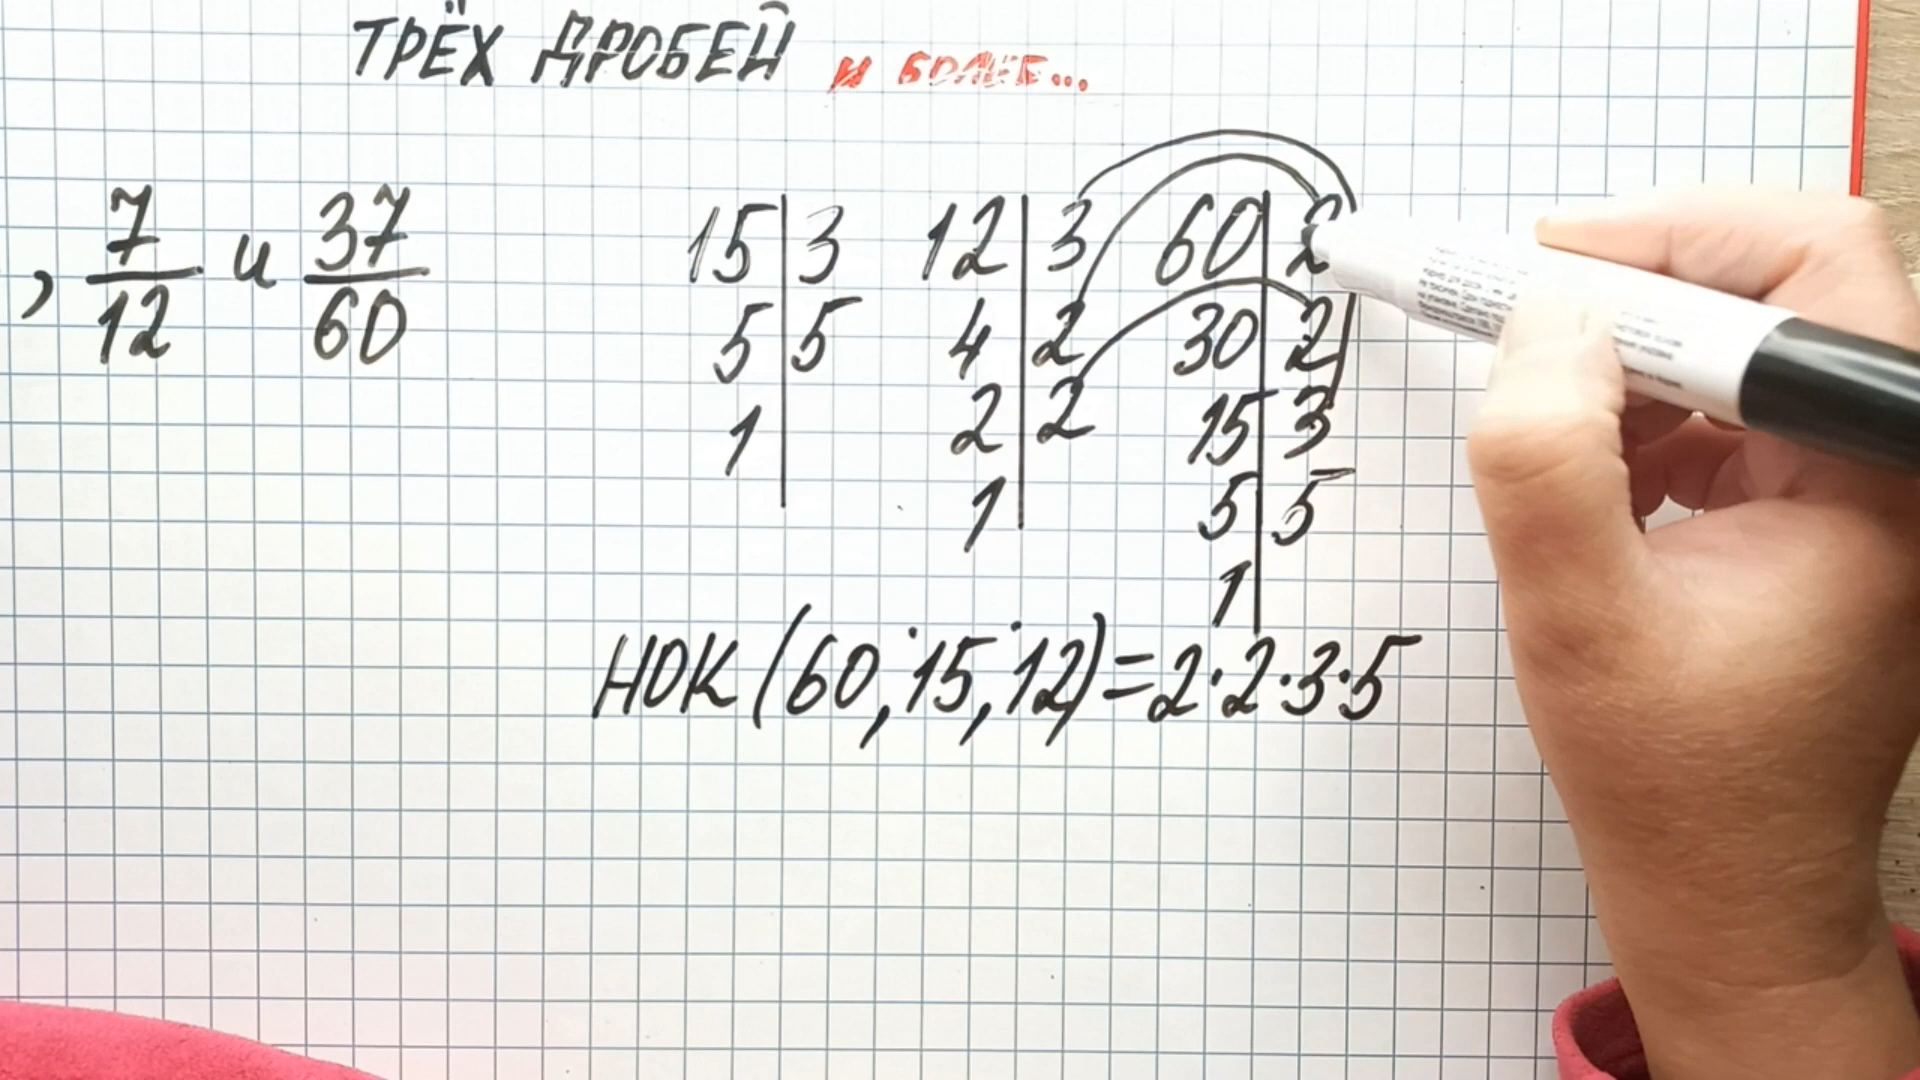 ТРЁХ ДРОБЕЙ и БОЛЕЕ...
, 7/12 и 37/60
15 | 3 12 | 3 60 | 2
5 | 5 4 | 2 30 | 2
1 | 2 | 2 15 | 3
1 | 5 | 5
1 |
НОК (60, 15, 12) = 2·2·3·5